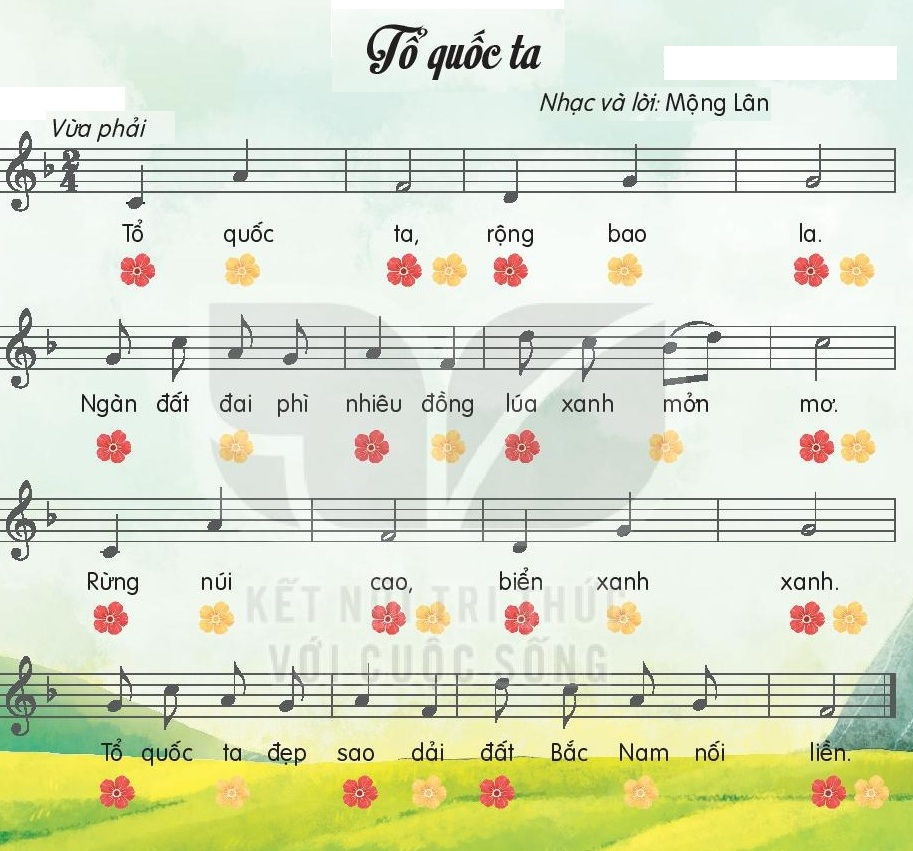 Tổ quốc ta
Nhạc và lời: Mộng Lân
Vừa phải
2
4
Tổ quốc ta, rộng bao la.
Ngàn đất đai phì nhiêu đồng lúa xanh mởn mơ.
Rừng núi cao, biển xanh xanh.
KẾT NỐI TRI THỨC
VỚI CUỘC SỐNG
Tổ quốc ta đẹp sao dải đất Bắc Nam nối liền.